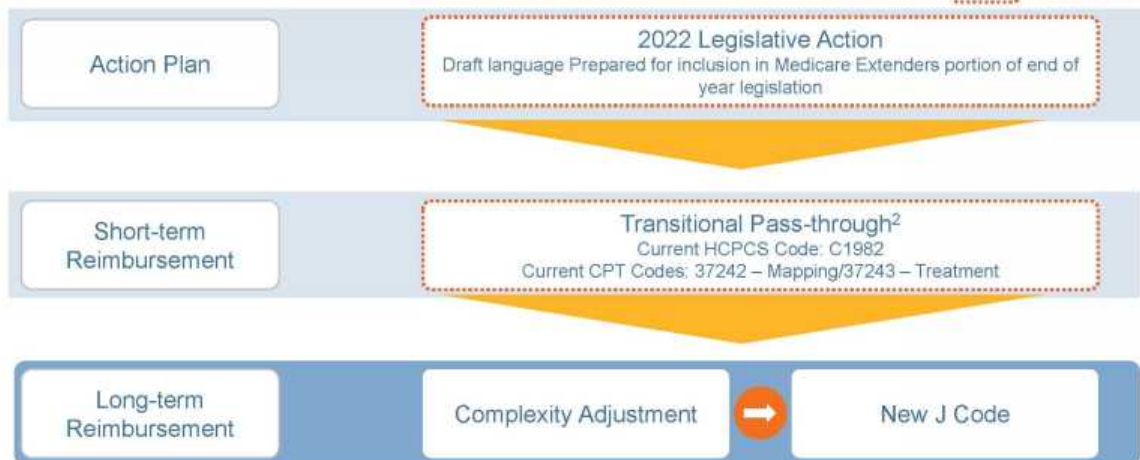 Action Plan
2022 Legislative Action
Draft language Prepared for inclusion in Medicare Extenders portion of end of
year legislation
Short-term
Reimbursement
Transitional Pass-through²
Current HCPCS Code: C1982
Current CPT Codes: 37242 – Mapping/37243 – Treatment
Long-term
Reimbursement
Complexity Adjustment
New J Code